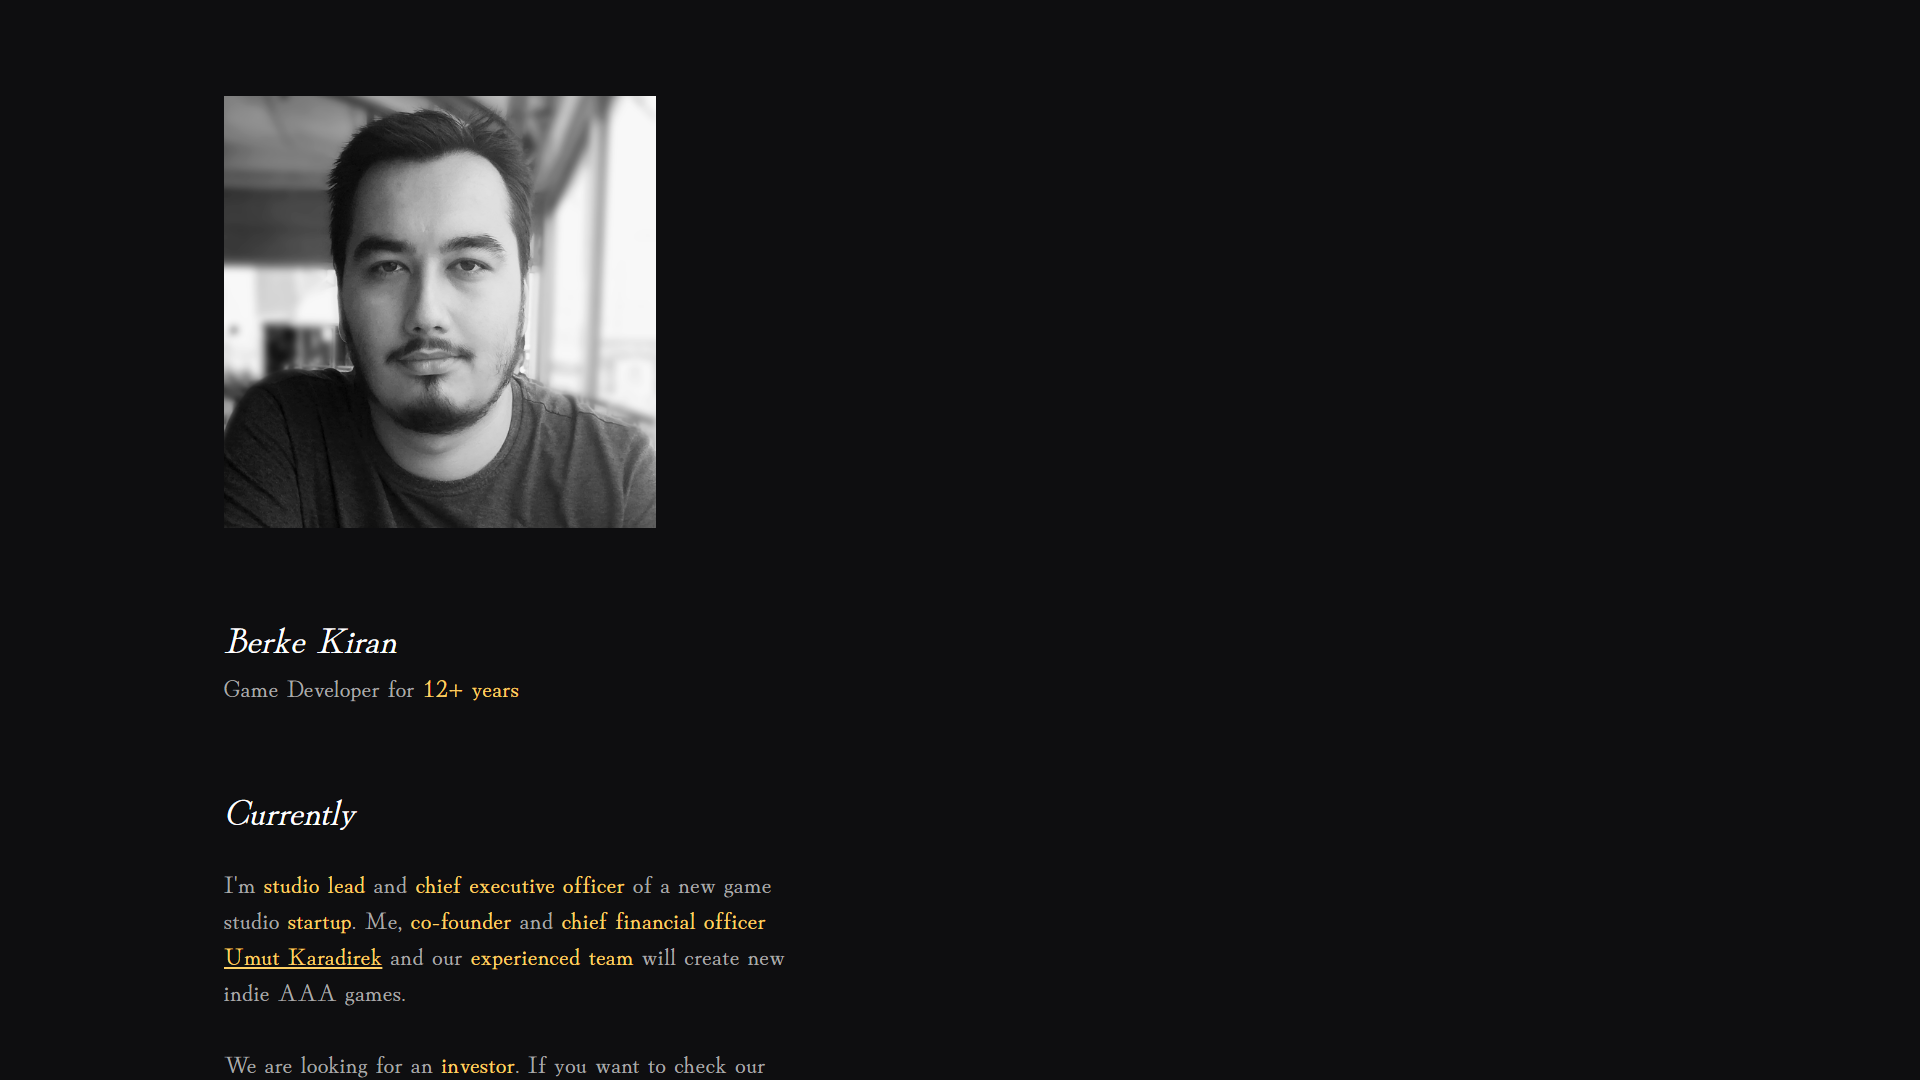 Berke Kiran
Game Developer for 12+ years
Currently
I'm studio lead and chief executive officer of a new game
studio startup. Me, co-founder and chief financial officer
Umut Karadirek and our experienced team will create new
indie AAA games.
We are looking for an investor. If you want to check our